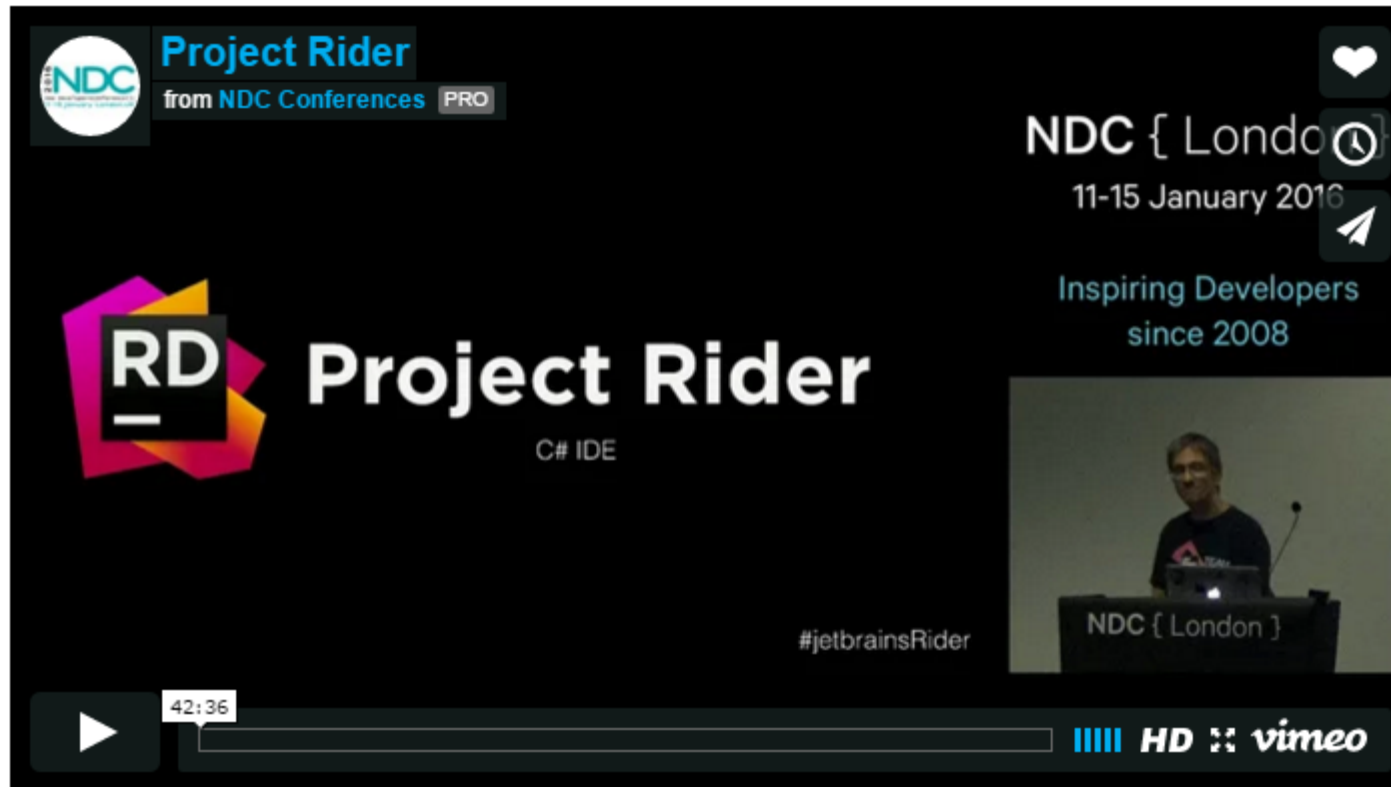 NDC
Project Rider
from NDC Conferences PRO
NDC { London }
11-15 January 2016
Inspiring Developers
since 2008
RD
Project Rider
C# IDE
#jetbrainsRider
NDC { London }
42:36
HD vimeo